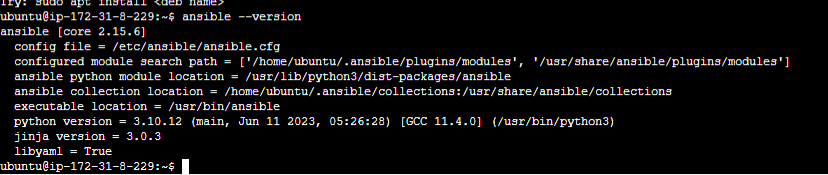 Try: sudo apt install <deb name>
ubuntu@ip-172-31-8-229:~$ ansible --version
ansible [core 2.15.6]
  config file = /etc/ansible/ansible.cfg
  configured module search path = ['/home/ubuntu/.ansible/plugins/modules', '/usr/share/ansible/plugins/modules']
  ansible python module location = /usr/lib/python3/dist-packages/ansible
  ansible collection location = /home/ubuntu/.ansible/collections:/usr/share/ansible/collections
  executable location = /usr/bin/ansible
  python version = 3.10.12 (main, Jun 11 2023, 05:26:28) [GCC 11.4.0] (/usr/bin/python3)
  jinja version = 3.0.3
  libyaml = True
ubuntu@ip-172-31-8-229:~$